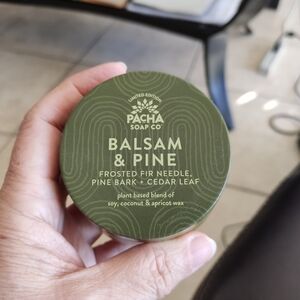 LIMITED EDITION
PACHA
SOAP CO
BALSAM
& PINE
FROSTED FIR NEEDLE,
PINE BARK + CEDAR LEAF
plant based blend of
soy, coconut & apricot wax